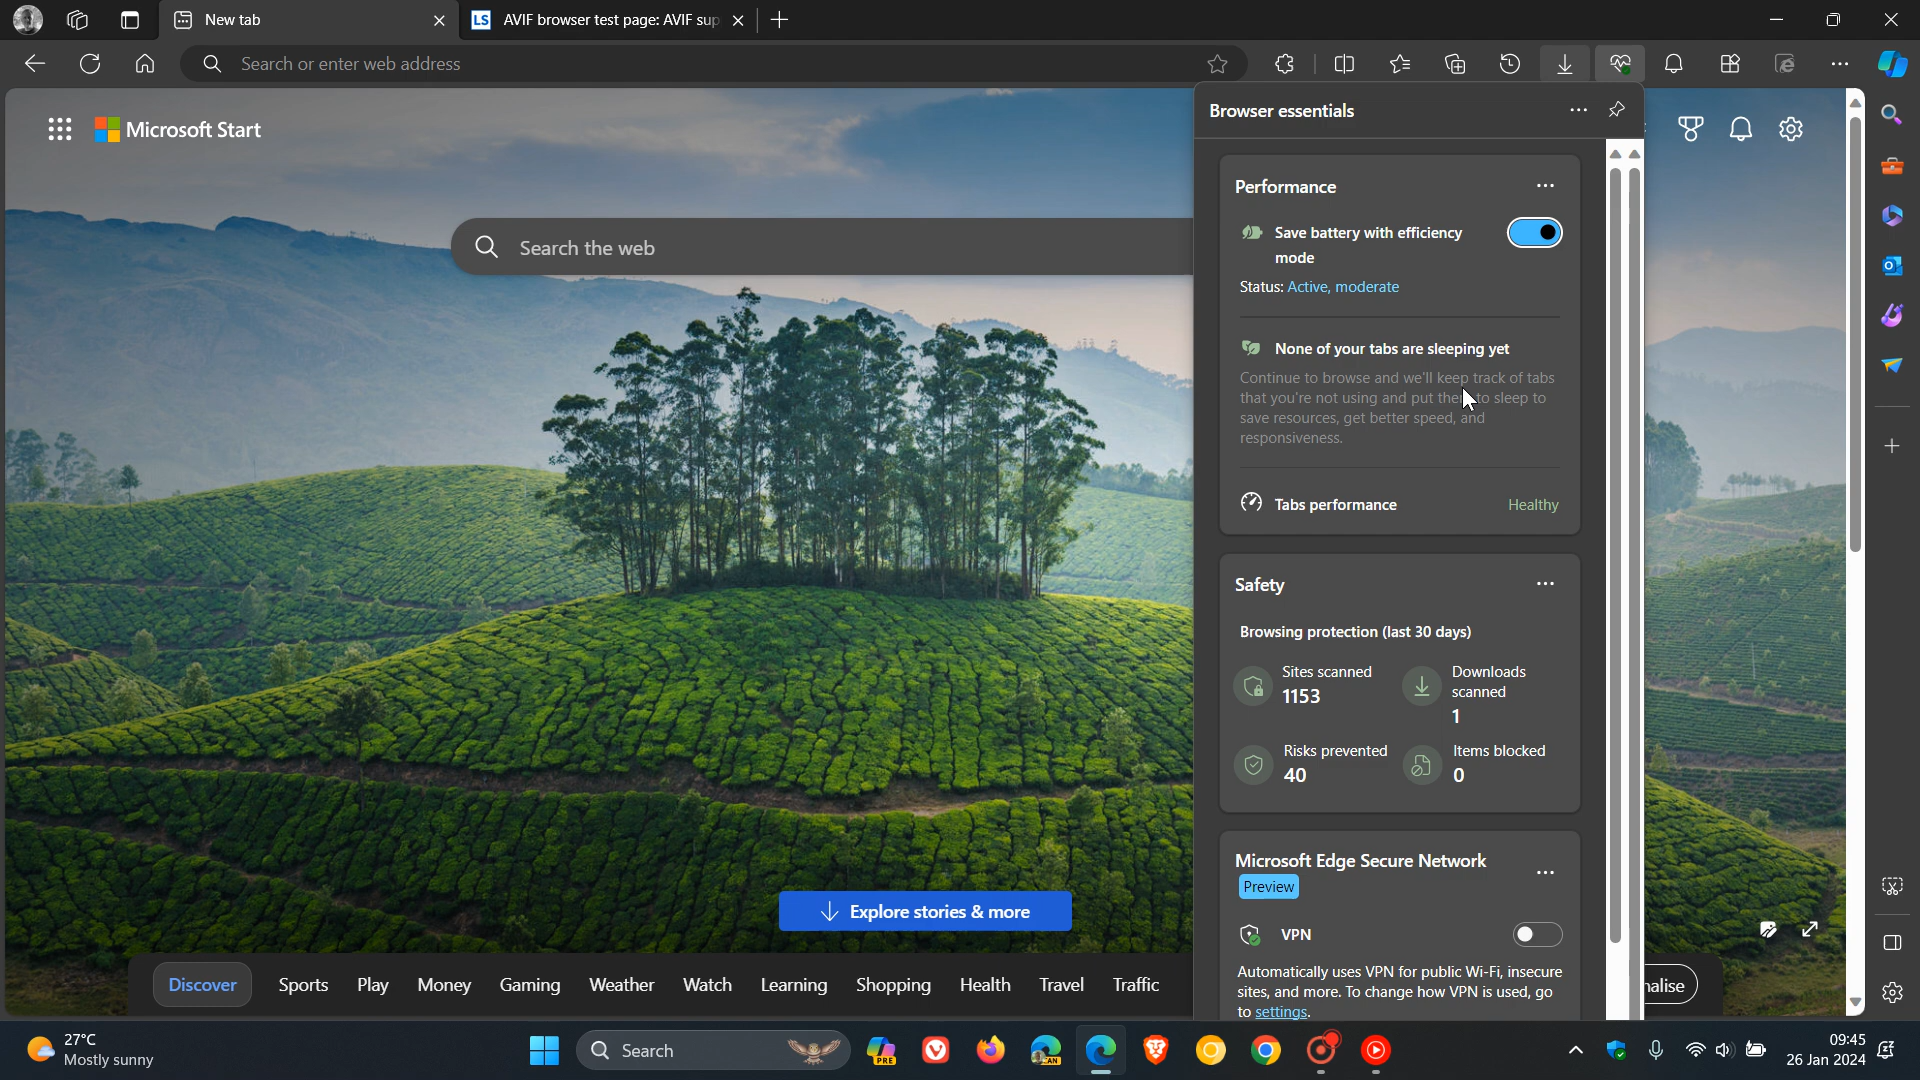 New tab
LS AVIF browser test page: AVIF sup
Search or enter web address
Microsoft Start
Search the web
Browser essentials
Performance
Save battery with efficiency
mode
Status: Active, moderate
None of your tabs are sleeping yet
Continue to browse and we'll keep track of tabs
that you're not using and put them to sleep to
save resources, get better speed, and
responsiveness.
Tabs performance Healthy
Safety
Browsing protection (last 30 days)
Sites scanned
1153
Downloads
scanned
1
Risks prevented
40
Items blocked
0
Microsoft Edge Secure Network
Preview
VPN
Automatically uses VPN for public Wi-Fi, insecure
sites, and more. To change how VPN is used, go
to settings.
Explore stories & more
Discover Sports Play Money Gaming Weather Watch Learning Shopping Health Travel Traffic
nalise
27°C
Mostly sunny
Search
PRE
CAN
09:45
26 Jan 2024